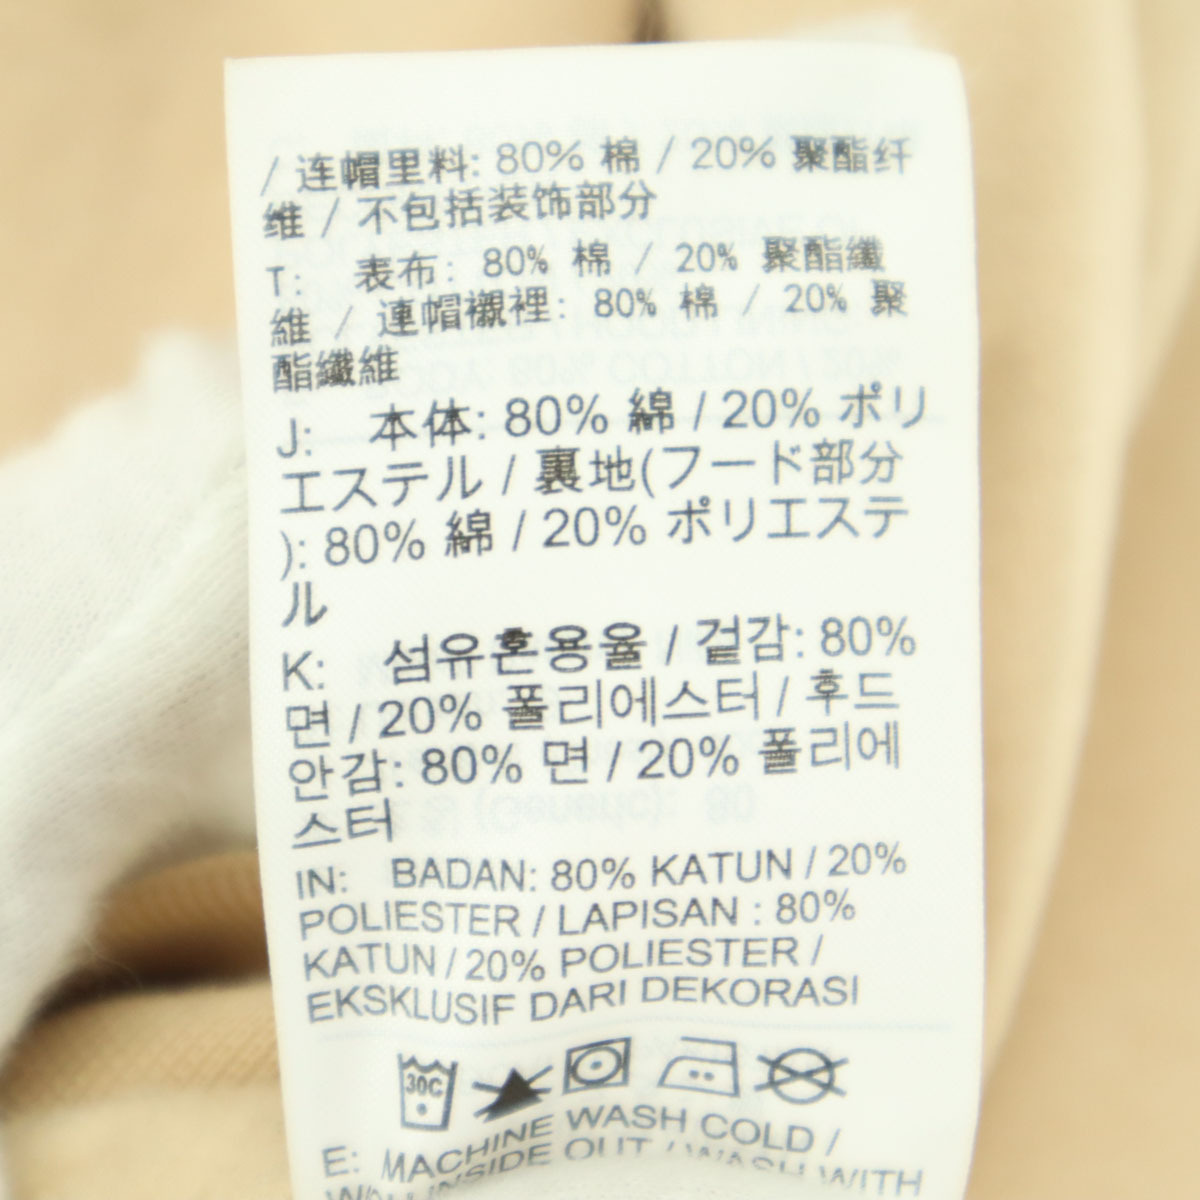 / 连帽里料: 80% 棉 / 20% 聚酯纤
维 / 不包括装饰部分
T: 表布: 80% 棉 / 20% 聚酯纖
維 / 連帽襯裡: 80% 棉 / 20% 聚
酯纖維
J: 本体: 80% 綿 / 20% ポリ
エステル / 裏地(フード部分
): 80% 綿 / 20% ポリエステ
ル
K: 섬유혼용율 / 겉감: 80%
면 / 20% 폴리에스터 / 후드
안감: 80% 면 / 20% 폴리에
스터
IN: BADAN: 80% KATUN / 20%
POLIESTER / LAPISAN : 80%
KATUN / 20% POLIESTER /
EKSKLUSIF DARI DEKORASI
30C
E: MACHINE WASH COLD /
INSIDE OUT / WASH WITH